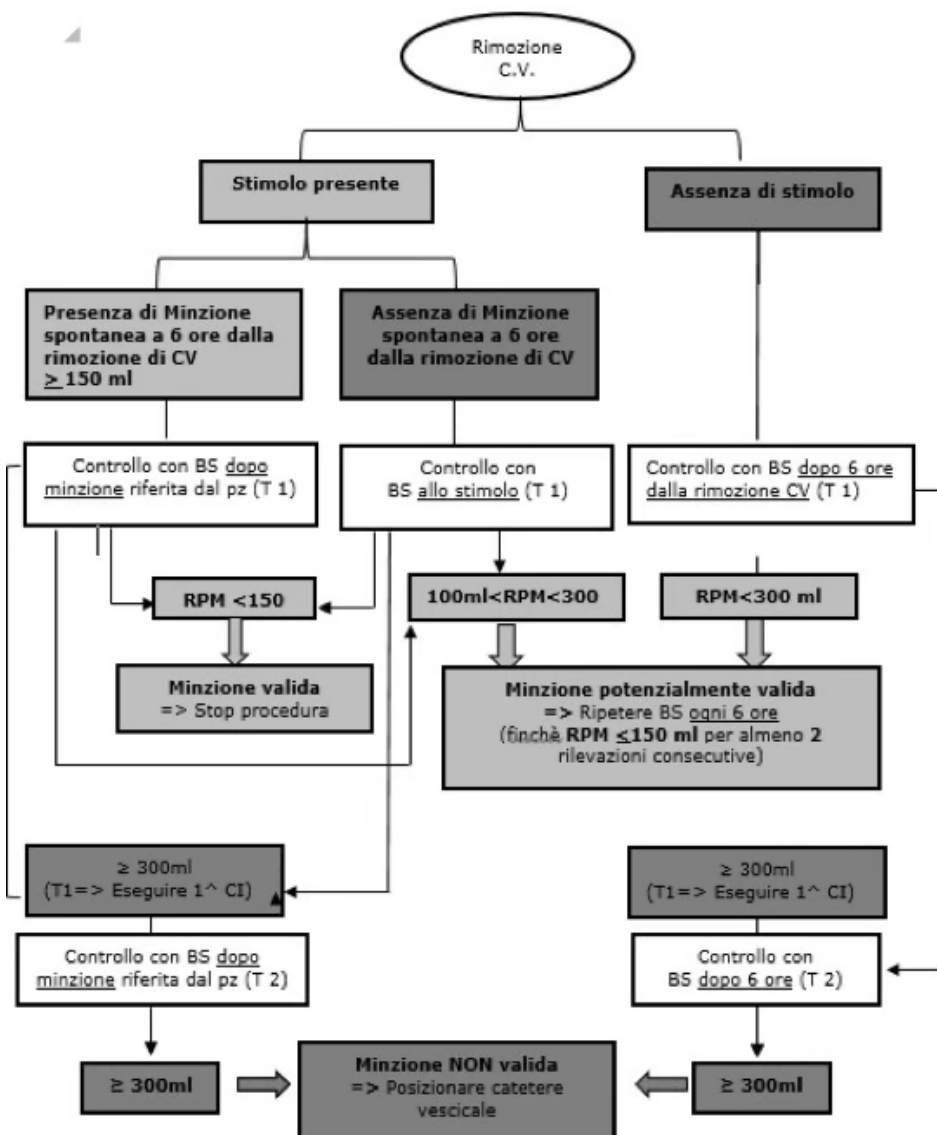 Rimozione
C.V.
Stimolo presente
Assenza di stimolo
Presenza di Minzione
spontanea a 6 ore dalla
rimozione di CV
≥ 150 ml
Assenza di Minzione
spontanea a 6 ore
dalla rimozione di CV
Controllo con BS dopo
minzione riferita dal pz (T 1)
Controllo con
BS allo stimolo (T 1)
Controllo con BS dopo 6 ore
dalla rimozione CV (T 1)
RPM <150
100ml<RPM<300
RPM<300 ml
Minzione valida
=> Stop procedura
Minzione potenzialmente valida
=> Ripetere BS ogni 6 ore
(finchè RPM ≤150 ml per almeno 2
rilevazioni consecutive)
≥ 300ml
(T1=> Eseguire 1^ CI)
≥ 300ml
(T1=> Eseguire 1^ CI)
Controllo con BS dopo
minzione riferita dal pz (T 2)
Controllo con
BS dopo 6 ore (T 2)
≥ 300ml
Minzione NON valida
=> Posizionare catetere
vescicale
≥ 300ml